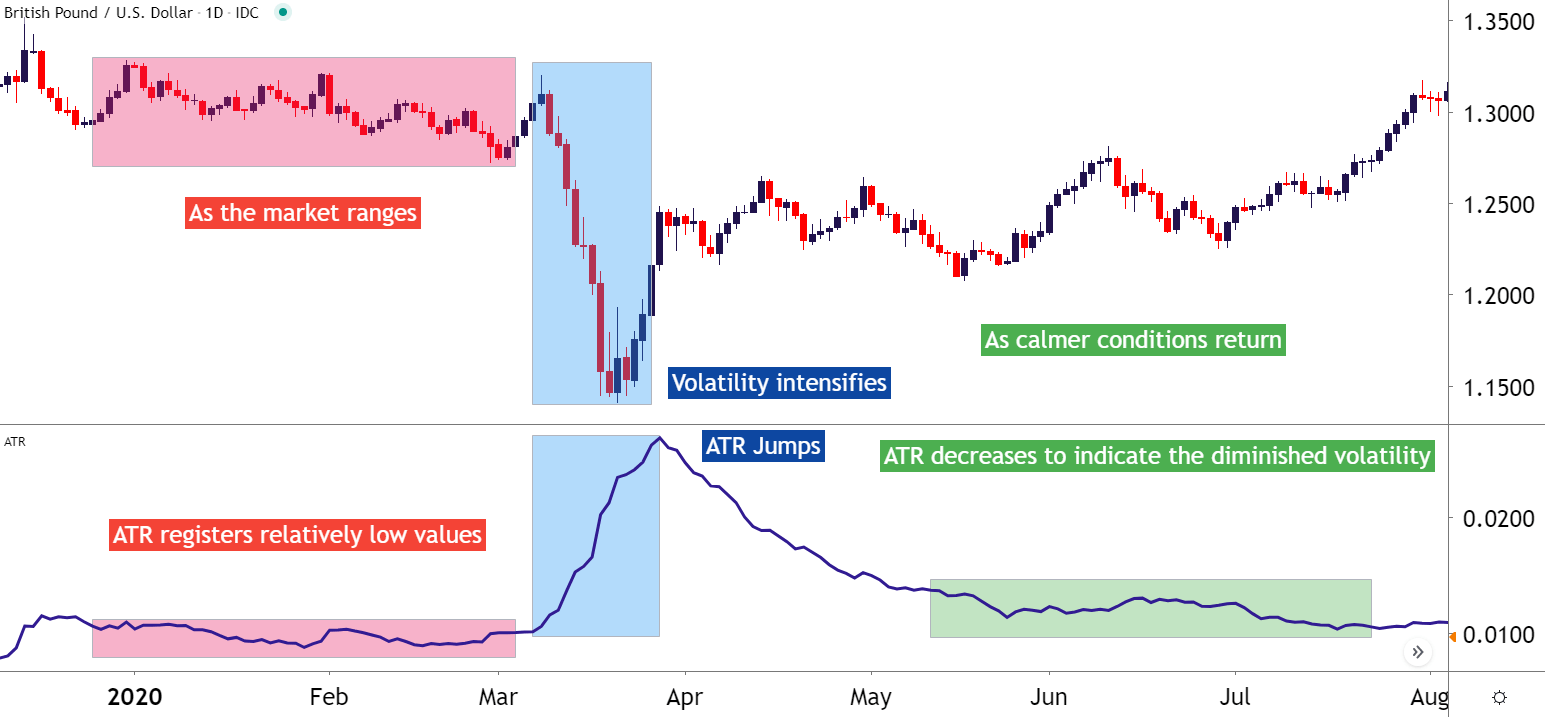 British Pound / U.S. Dollar · 1D · IDC
1.3500
1.3000
As the market ranges
1.2500
1.2000
As calmer conditions return
Volatility intensifies
1.1500
ATR
ATR Jumps
ATR decreases to indicate the diminished volatility
0.0200
ATR registers relatively low values
0.0100
2020 Feb Mar Apr May Jun Jul Aug